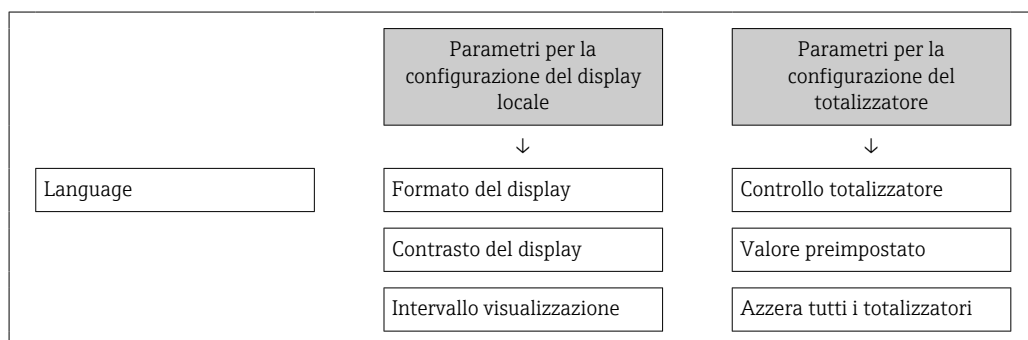 Parametri per la
configurazione del display
locale
Parametri per la
configurazione del
totalizzatore
↓
↓
Language
Formato del display
Controllo totalizzatore
Contrasto del display
Valore preimpostato
Intervallo visualizzazione
Azzera tutti i totalizzatori